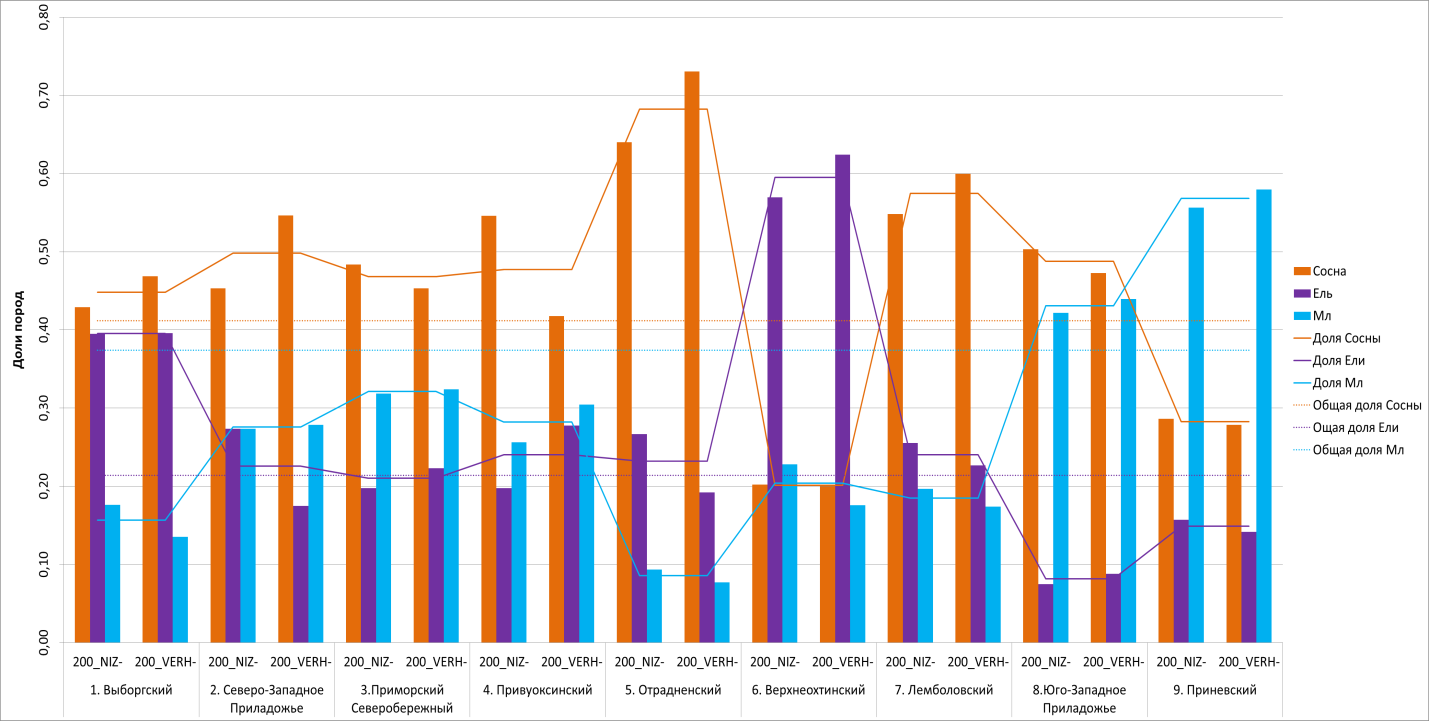 Доли пород
0,80
0,70
0,60
0,50
0,40
0,30
0,20
0,10
0,00
200_NIZ- 200_VERH- 200_NIZ- 200_VERH- 200_NIZ- 200_VERH- 200_NIZ- 200_VERH- 200_NIZ- 200_VERH- 200_NIZ- 200_VERH- 200_NIZ- 200_VERH- 200_NIZ- 200_VERH- 200_NIZ- 200_VERH-
1. Выборгский
2. Северо-Западное
Приладожье
3.Приморский
Северобережный
4. Привуоксинский
5. Отрадненский
6. Верхнеохтинский
7. Лемболовский
8.Юго-Западное
Приладожье
9. Приневский
Сосна
Ель
Мл
Доля Сосны
Доля Ели
Доля Мл
Общая доля Сосны
Ощая доля Ели
Общая доля Мл